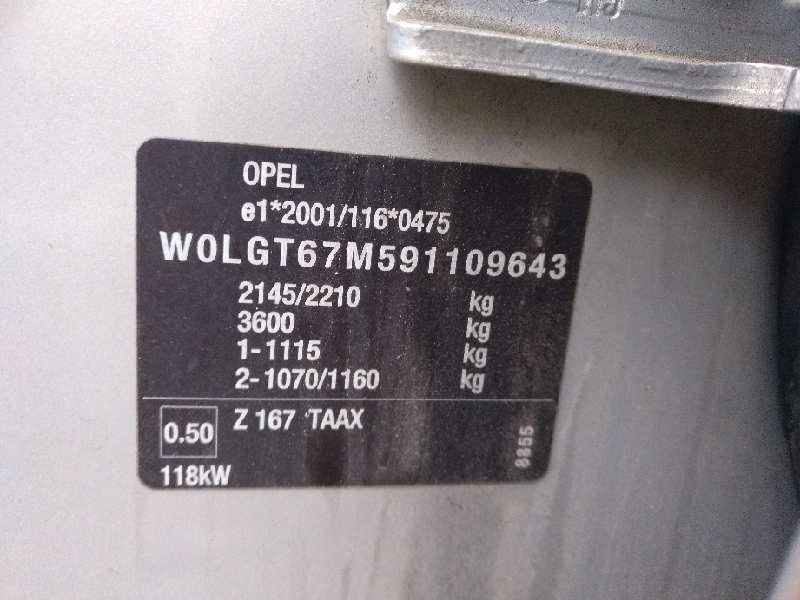 OPEL
e1*2001/116*0475
W0LGT67M591109643
2145/2210 kg
3600 kg
1-1115 kg
2-1070/1160 kg
0.50 Z 167 TAAX
118kW
8855